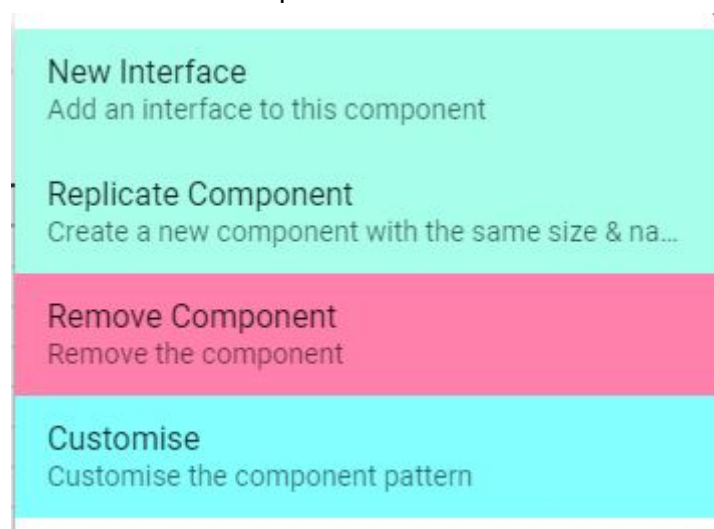 New Interface
Add an interface to this component
Replicate Component
Create a new component with the same size & na...
Remove Component
Remove the component
Customise
Customise the component pattern